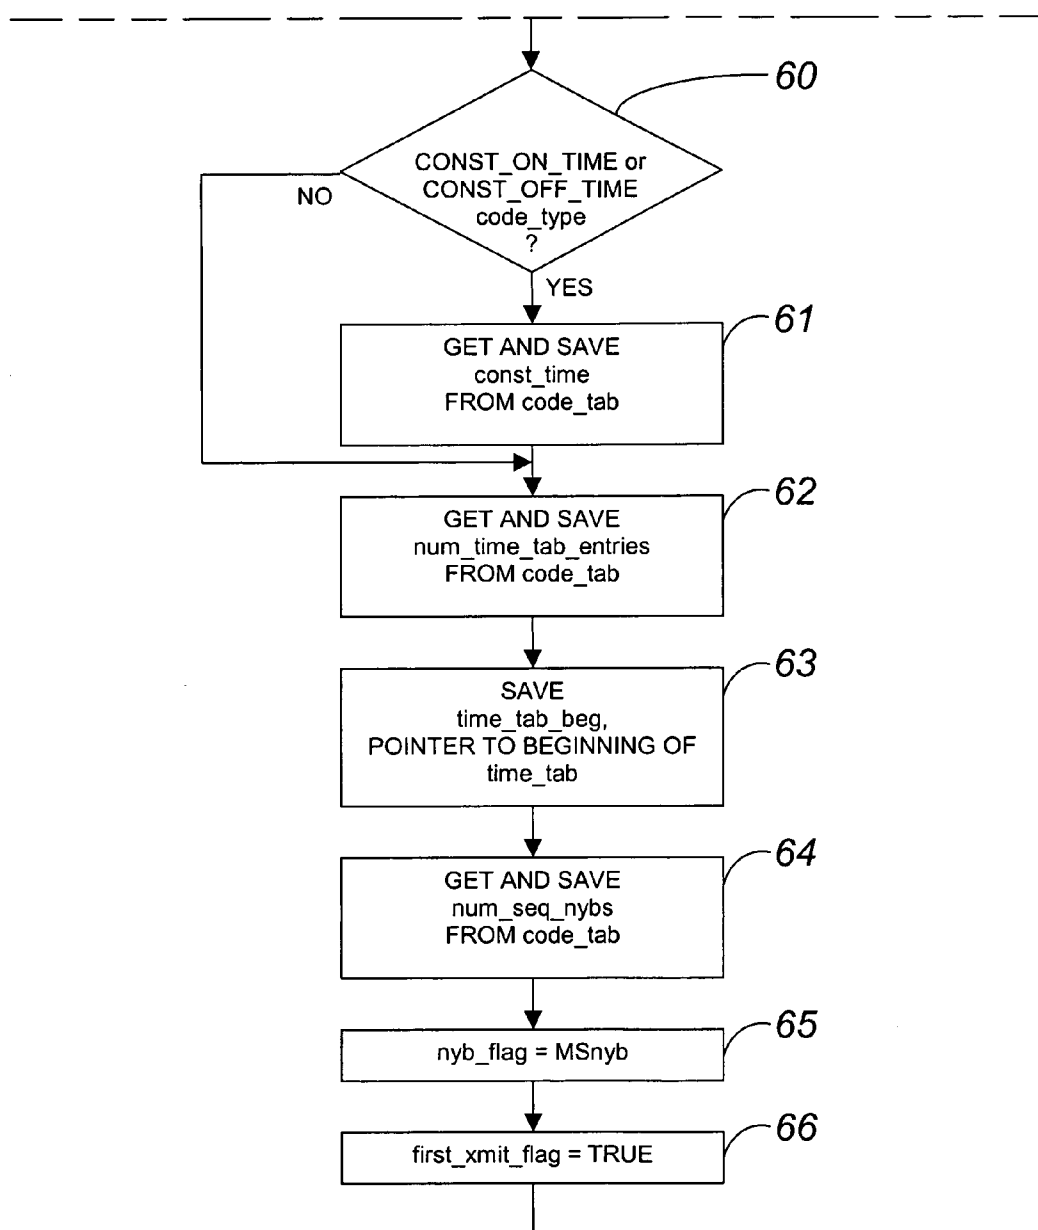 60
CONST_ON_TIME or
CONST_OFF_TIME
code_type
?
NO
YES
61
GET AND SAVE
const_time
FROM code_tab
62
GET AND SAVE
num_time_tab_entries
FROM code_tab
63
SAVE
time_tab_beg,
POINTER TO BEGINNING OF
time_tab
64
GET AND SAVE
num_seq_nybs
FROM code_tab
65
nyb_flag = MSnyb
66
first_xmit_flag = TRUE